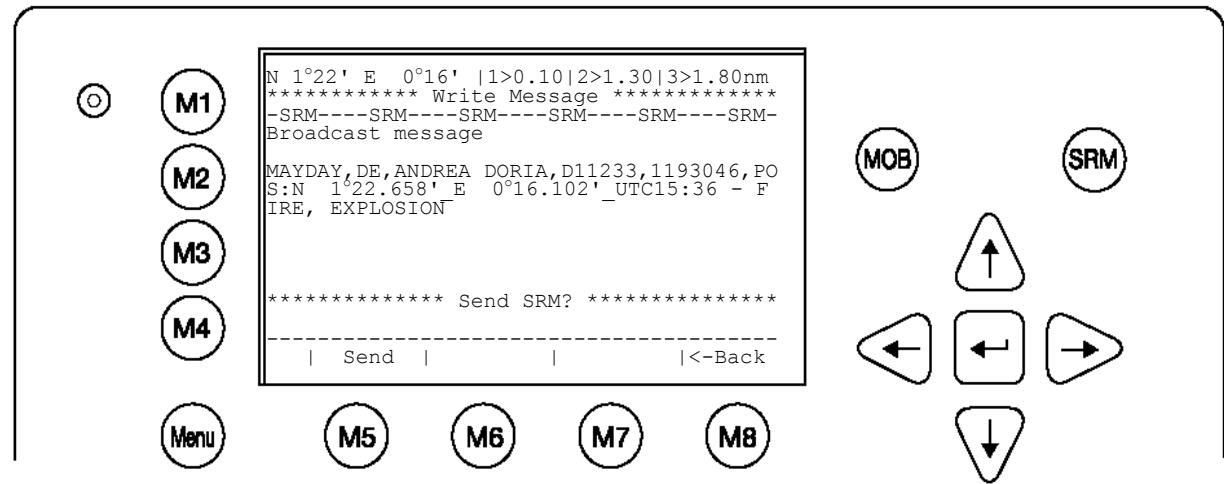 N 1°22' E  0°16' |1>0.10|2>1.30|3>1.80nm
************ Write Message *************
-SRM----SRM----SRM----SRM----SRM----SRM-
Broadcast message
MAYDAY,DE,ANDREA DORIA,D11233,1193046,PO
S:N  1°22.658'_E  0°16.102'_UTC15:36 - F
IRE, EXPLOSION
************** Send SRM? ***************
----------------------------------------
| Send | | |<-Back
M1
M2
M3
M4
Menu
M5
M6
M7
M8
MOB
SRM